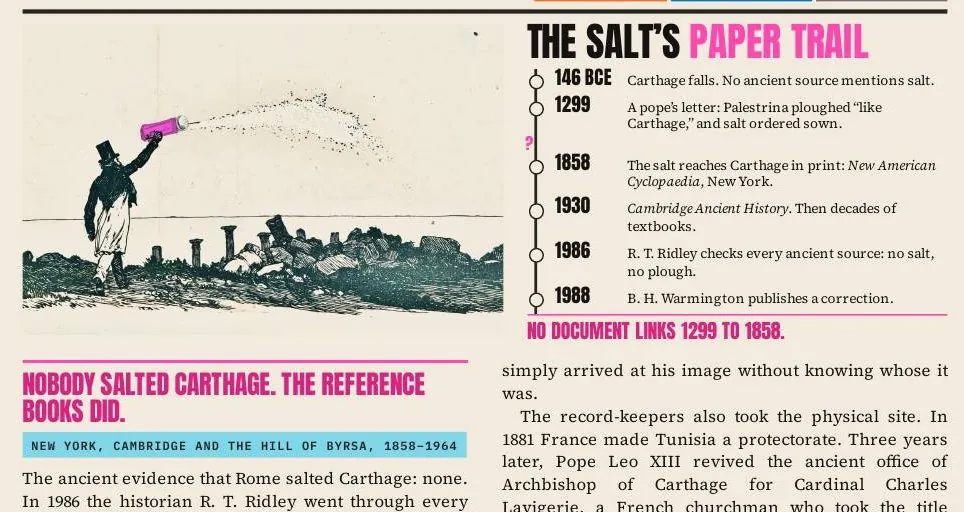 THE SALT'S PAPER TRAIL
146 BCE Carthage falls. No ancient source mentions salt.
1299 A pope's letter: Palestrina ploughed “like
Carthage,” and salt ordered sown.
?
1858 The salt reaches Carthage in print: New American
Cyclopaedia, New York.
1930 Cambridge Ancient History. Then decades of
textbooks.
1986 R. T. Ridley checks every ancient source: no salt,
no plough.
1988 B. H. Warmington publishes a correction.
NO DOCUMENT LINKS 1299 TO 1858.
NOBODY SALTED CARTHAGE. THE REFERENCE
BOOKS DID.
NEW YORK, CAMBRIDGE AND THE HILL OF BYRSA, 1858–1964
The ancient evidence that Rome salted Carthage: none.
In 1986 the historian R. T. Ridley went through every
simply arrived at his image without knowing whose it
was.
The record-keepers also took the physical site. In
1881 France made Tunisia a protectorate. Three years
later, Pope Leo XIII revived the ancient office of
Archbishop of Carthage for Cardinal Charles
Lavigerie, a French churchman who took the title